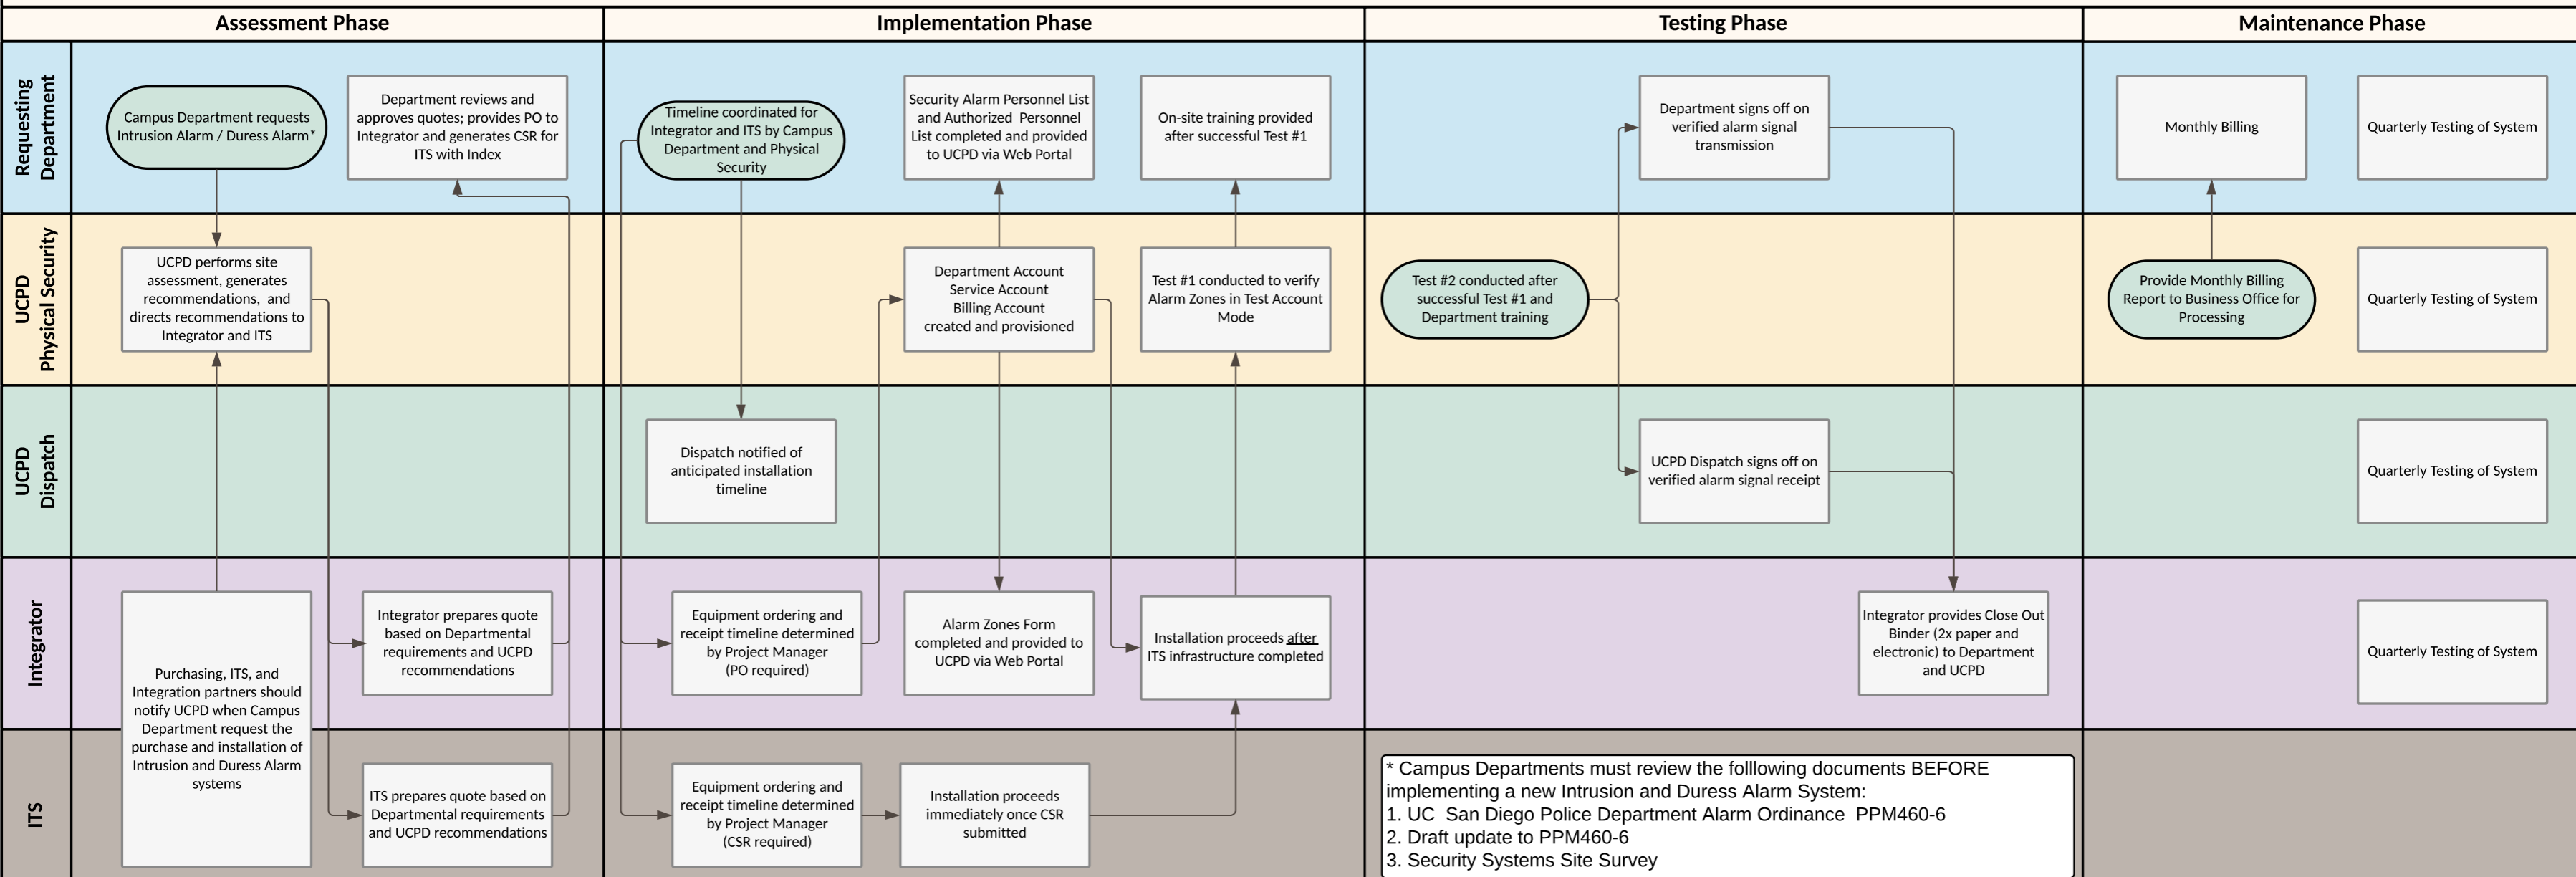 Assessment Phase
Implementation Phase
Testing Phase
Maintenance Phase
Requesting
Department
Campus Department requests
Intrusion Alarm / Duress Alarm*
Department reviews and
approves quotes; provides PO to
Integrator and generates CSR for
ITS with Index
Timeline coordinated for
Integrator and ITS by Campus
Department and Physical
Security
Security Alarm Personnel List
and Authorized Personnel
List completed and provided
to UCPD via Web Portal
On-site training provided
after successful Test #1
Department signs off on
verified alarm signal
transmission
Monthly Billing
Quarterly Testing of System
UCPD
Physical Security
UCPD performs site
assessment, generates
recommendations, and
directs recommendations to
Integrator and ITS
Department Account
Service Account
Billing Account
created and provisioned
Test #1 conducted to verify
Alarm Zones in Test Account
Mode
Test #2 conducted after
successful Test #1 and
Department training
Provide Monthly Billing
Report to Business Office for
Processing
Quarterly Testing of System
UCPD
Dispatch
Dispatch notified of
anticipated installation
timeline
UCPD Dispatch signs off on
verified alarm signal receipt
Quarterly Testing of System
Integrator
Purchasing, ITS, and
Integration partners should
notify UCPD when Campus
Department request the
purchase and installation of
Intrusion and Duress Alarm
systems
Integrator prepares quote
based on Departmental
requirements and UCPD
recommendations
Equipment ordering and
receipt timeline determined
by Project Manager
(PO required)
Alarm Zones Form
completed and provided to
UCPD via Web Portal
Installation proceeds after
ITS infrastructure completed
Integrator provides Close Out
Binder (2x paper and
electronic) to Department
and UCPD
Quarterly Testing of System
ITS
ITS prepares quote based on
Departmental requirements
and UCPD recommendations
Equipment ordering and
receipt timeline determined
by Project Manager
(CSR required)
Installation proceeds
immediately once CSR
submitted
* Campus Departments must review the folllowing documents BEFORE
implementing a new Intrusion and Duress Alarm System:
1. UC San Diego Police Department Alarm Ordinance PPM460-6
2. Draft update to PPM460-6
3. Security Systems Site Survey